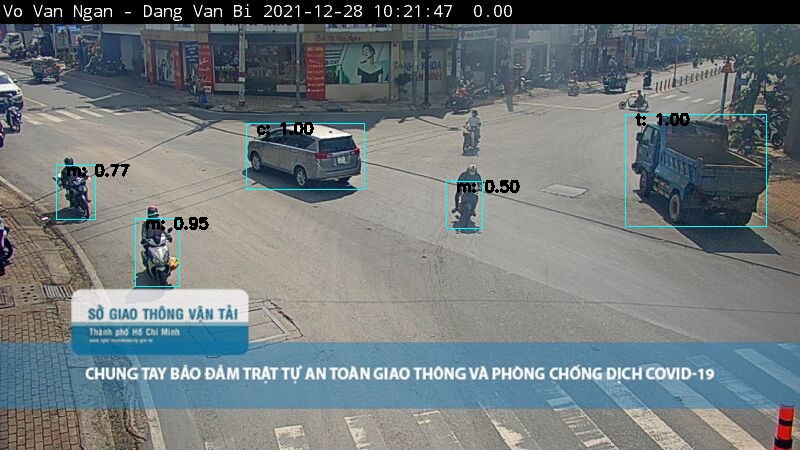 Vo Van Ngan - Dang Van Bi 2021-12-28 10:21:47 0.00
c: 1.00
t: 1.00
m: 0.77
m: 0.50
m: 0.95
SỞ GIAO THÔNG VẬN TẢI
Thành phố Hồ Chí Minh
CHUNG TAY BẢO ĐẢM TRẬT TỰ AN TOÀN GIAO THÔNG VÀ PHÒNG CHỐNG DỊCH COVID-19